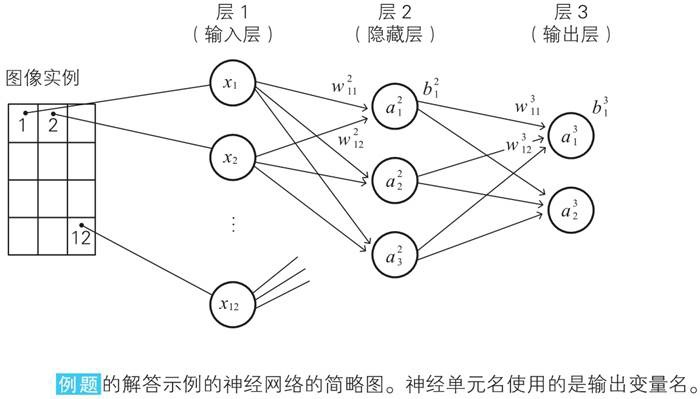 层 1 层 2 层 3
（输入层） （隐藏层） （输出层）
图像实例
1 2
12
x₁
x₂
⋮
x₁₂
w²₁₁
w²₁₂
b²₁
a²₁
a²₂
a²₃
w³₁₁
w³₁₂
b³₁
a³₁
a³₂
例题的解答示例的神经网络的简略图。神经单元名使用的是输出变量名。